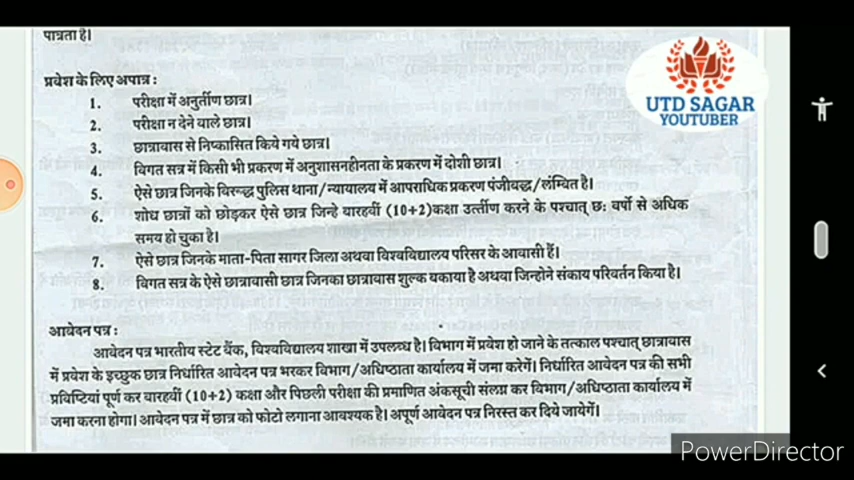 पात्रता है।
प्रवेश के लिए अपात्र :
1. परीक्षा में अनुर्तीण छात्र।
2. परीक्षा न देने वाले छात्र।
3. छात्रावास से निष्कासित किये गये छात्र।
4. विगत सत्र में किसी भी प्रकरण में अनुशासनहीनता के प्रकरण में दोशी छात्र।
5. ऐसे छात्र जिनके विरूद्ध पुलिस थाना/न्यायालय में आपराधिक प्रकरण पंजीवद्ध/लंम्वित है।
6. शोध छात्रों को छोड़कर ऐसे छात्र जिन्हे वारहवीं (10+2)कक्षा उर्त्तीण करने के पश्चात् छः वर्षो से अधिक
समय हो चुका है।
7. ऐसे छात्र जिनके माता-पिता सागर जिला अथवा विश्वविद्यालय परिसर के आवासी हैं।
8. विगत सत्र के ऐसे छात्रावासी छात्र जिनका छात्रावास शुल्क वकाया है अथवा जिन्होने संकाय परिवर्तन किया है।
आवेदन पत्र :
आवेदन पत्र भारतीय स्टेट बैंक, विश्वविद्यालय शाखा में उपलब्ध है। विभाग में प्रवेश हो जाने के तत्काल पश्चात् छात्रावास
में प्रवेश के इच्छुक छात्र निर्धारित आवेदन पत्र भरकर विभाग/अधिष्ठाता कार्यालय में जमा करेगें। निर्धारित आवेदन पत्र की सभी
प्रविष्टियां पूर्ण कर वारहवीं (10+2) कक्षा और पिछली परीक्षा की प्रमाणित अंकसूची संलग्न कर विभाग/अधिष्ठाता कार्यालय में
जमा करना होगा। आवेदन पत्र में छात्र को फोटो लगाना आवश्यक है। अपूर्ण आवेदन पत्र निरस्त कर दिये जायेगें।
UTD SAGAR
YOUTUBER
PowerDirector